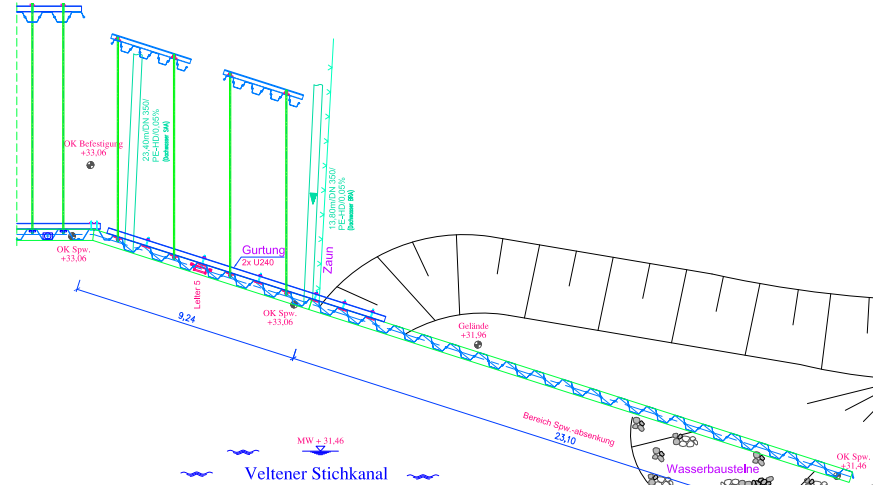 OK Befestigung
+33,06
23,40m/DN 350/
PE-HD/0.05%
13,80m/DN 350/
PE-HD/0.05%
OK Spw.
+33,06
Gurtung
2x U240
Zaun
Leiter 5
OK Spw.
+33,06
9,24
Gelände
+31,96
Bereich Spw.-absenkung
23,10
MW + 31,46
Veltener Stichkanal
Wasserbausteine
OK Spw.
+31,46